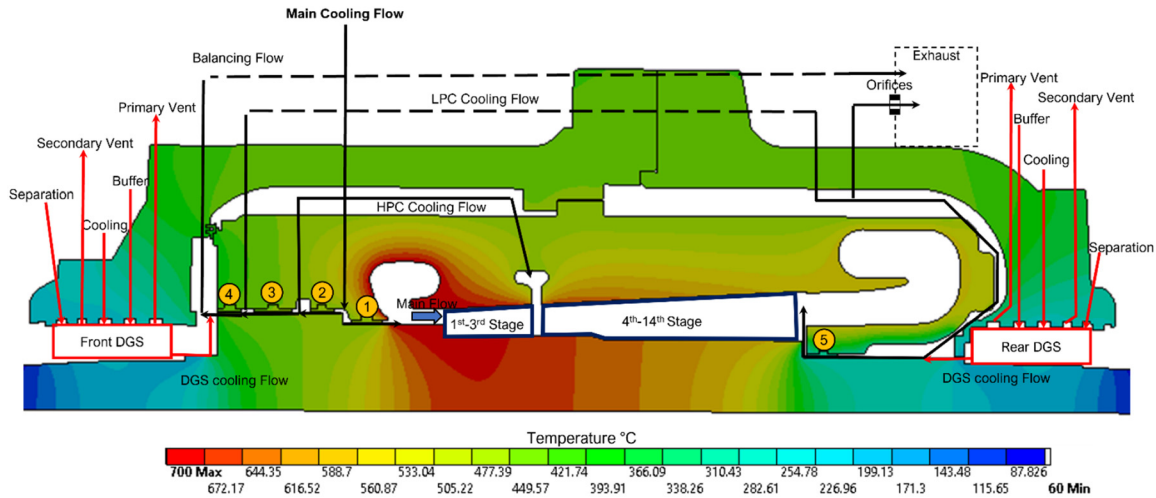 Main Cooling Flow
Balancing Flow
Exhaust
Primary Vent
Orifices
Secondary Vent
LPC Cooling Flow
Primary Vent
Buffer
Secondary Vent
Cooling
Buffer
Separation
HPC Cooling Flow
Cooling
Separation
4
3
2
1
Main Flow
1st-3rd Stage
4th-14th Stage
5
Front DGS
Rear DGS
DGS cooling Flow
DGS cooling Flow
Temperature °C
700 Max 644.35 588.7 533.04 477.39 421.74 366.09 310.43 254.78 199.13 143.48 87.826
672.17 616.52 560.87 505.22 449.57 393.91 338.26 282.61 226.96 171.3 115.65 60 Min